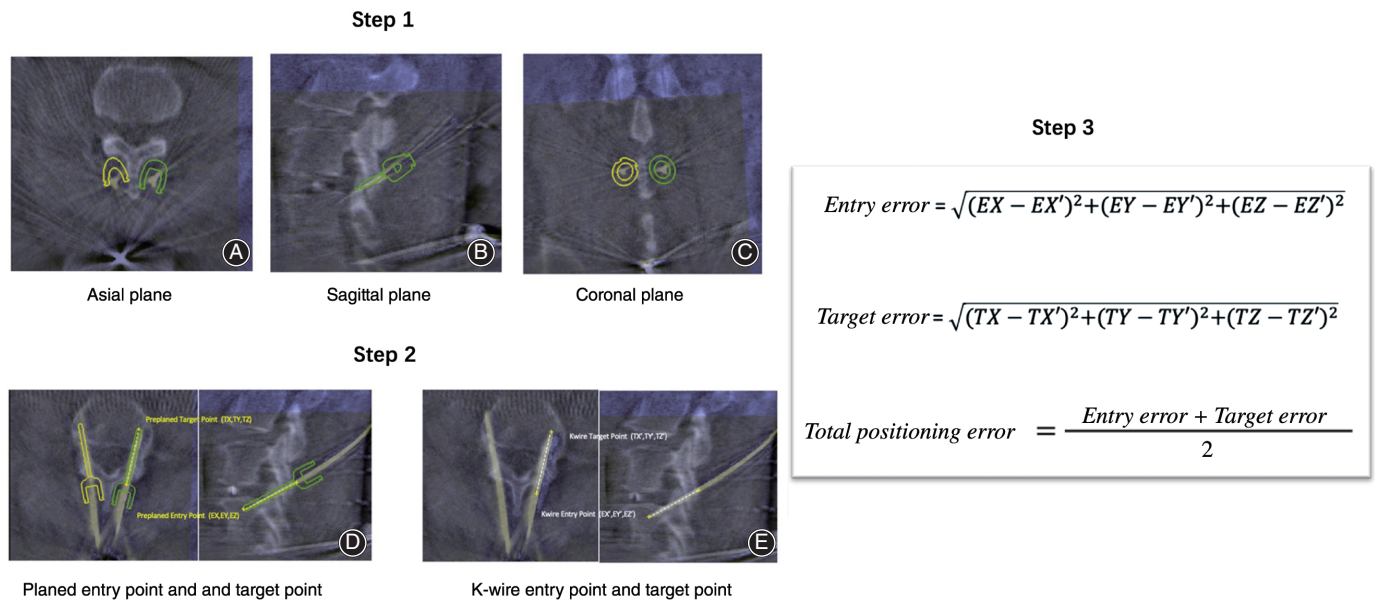 Step 1
A
B
C
Asial plane
Sagittal plane
Coronal plane
Step 2
Preplaned Target Point (TX,TY,TZ)
Preplaned Entry Point (EX,EY,EZ)
D
Kwire Target Point (TX',TY',TZ')
Kwire Entry Point (EX',EY',EZ')
E
Planed entry point and and target point
K-wire entry point and target point
Step 3
Entry error = √(EX − EX′)²+(EY − EY′)²+(EZ − EZ′)²
Target error = √(TX − TX′)²+(TY − TY′)²+(TZ − TZ′)²
Total positioning error = Entry error + Target error
2